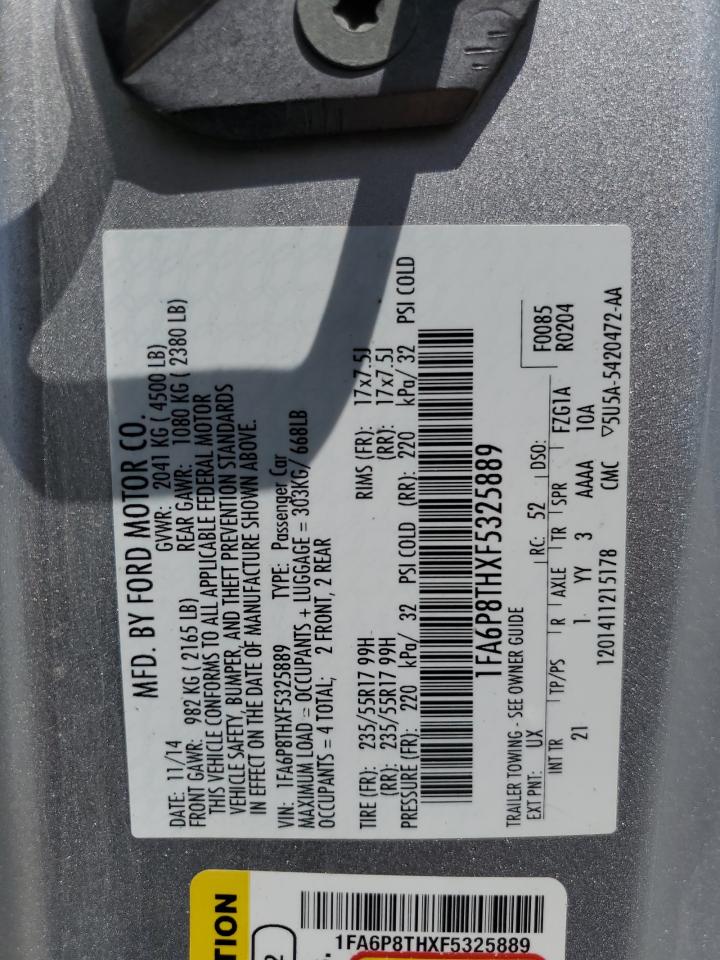 MFD. BY FORD MOTOR CO.
DATE: 11/14 GVWR: 2041 KG ( 4500 LB)
FRONT GAWR: 982 KG ( 2165 LB) REAR GAWR: 1080 KG ( 2380 LB)
THIS VEHICLE CONFORMS TO ALL APPLICABLE FEDERAL MOTOR
VEHICLE SAFETY, BUMPER, AND THEFT PREVENTION STANDARDS
IN EFFECT ON THE DATE OF MANUFACTURE SHOWN ABOVE.
VIN: 1FA6P8THXF5325889 TYPE: Passenger Car
MAXIMUM LOAD = OCCUPANTS + LUGGAGE = 303KG/ 668LB
OCCUPANTS = 4 TOTAL; 2 FRONT, 2 REAR
TIRE (FR): 235/55R17 99H RIMS (FR): 17x7.5J
(RR): 235/55R17 99H (RR): 17x7.5J
PRESSURE (FR): 220 kPa/ 32 PSI COLD (RR): 220 kPa/ 32 PSI COLD
1FA6P8THXF5325889
TRAILER TOWING - SEE OWNER GUIDE F0085
EXT PNT: UX RC: 52 DSO: R0204
INT TR TP/PS R AXLE TR SPR FZG1A
21 1 YY 3 AAAA 10A
1201411215178 CMC ▽5U5A-5420472-AA
TION
2
1FA6P8THXF5325889